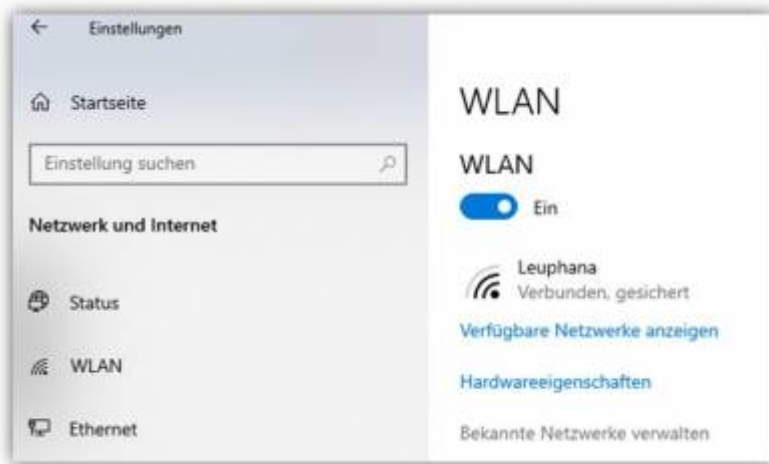 Einstellungen
Startseite
Einstellung suchen
Netzwerk und Internet
Status
WLAN
Ethernet
WLAN
WLAN
Ein
Leuphana
Verbunden, gesichert
Verfügbare Netzwerke anzeigen
Hardwareeigenschaften
Bekannte Netzwerke verwalten